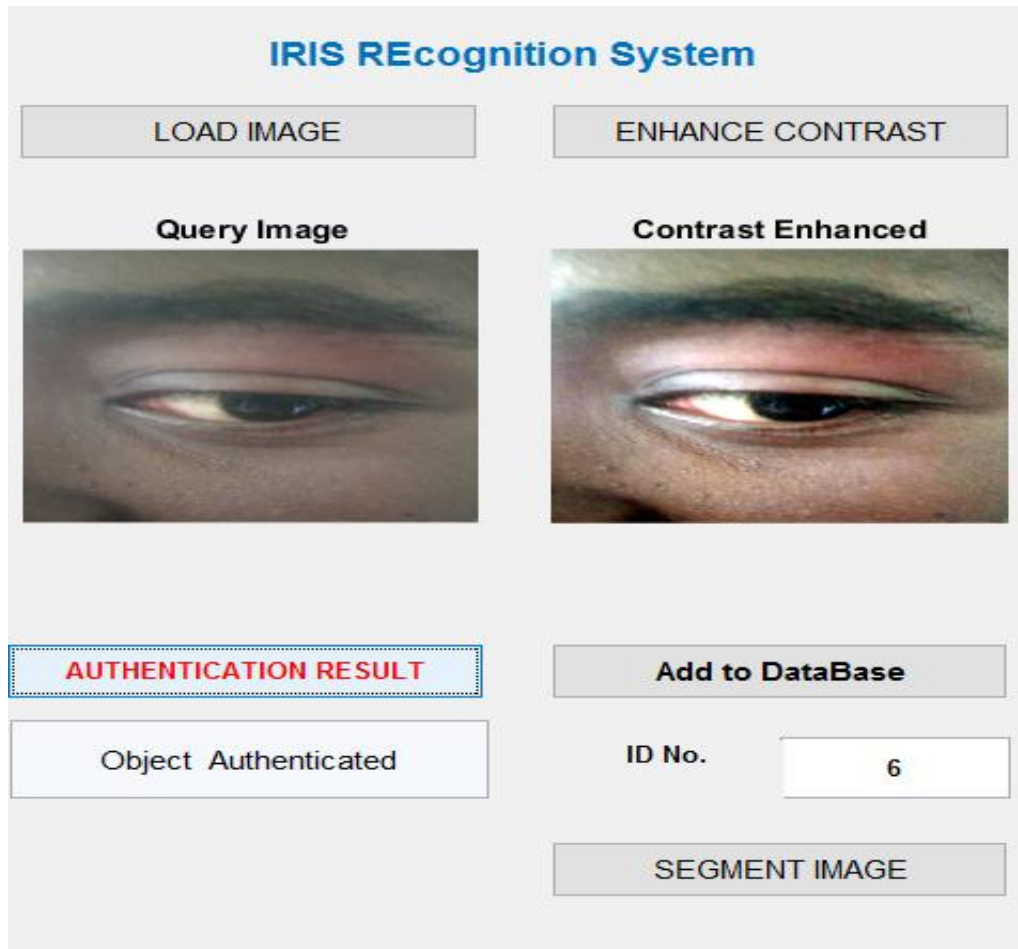 IRIS REcognition System
LOAD IMAGE
ENHANCE CONTRAST
Query Image
Contrast Enhanced
AUTHENTICATION RESULT
Add to DataBase
Object Authenticated
ID No.
6
SEGMENT IMAGE